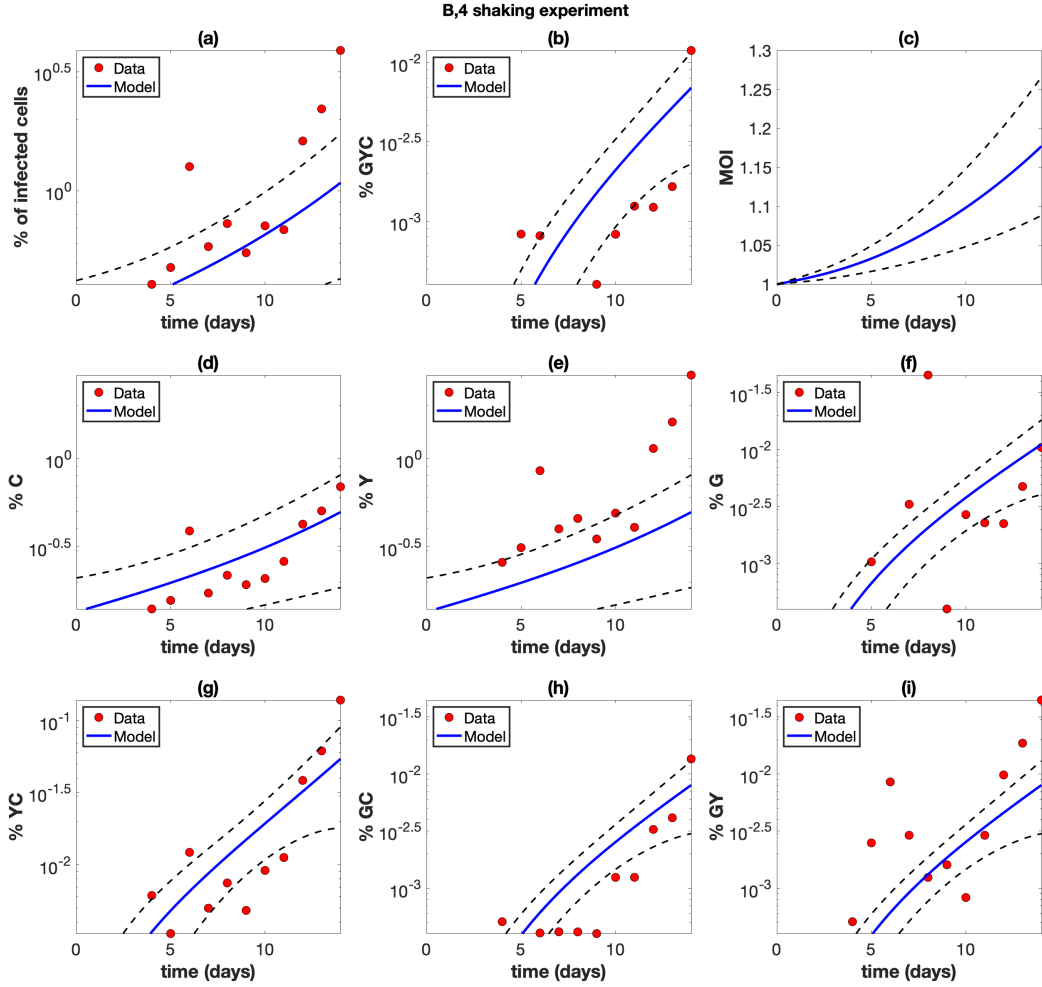 B,4 shaking experiment
(a)
(b)
(c)
% of infected cells
10^0.5
10^0
Data
Model
0
5
10
time (days)
% GYC
10^-2
10^-2.5
10^-3
Data
Model
0
5
10
time (days)
MOI
1.3
1.25
1.2
1.15
1.1
1.05
1
0
5
10
time (days)
(d)
(e)
(f)
% C
10^0
10^-0.5
Data
Model
0
5
10
time (days)
% Y
10^0
10^-0.5
Data
Model
0
5
10
time (days)
% G
10^-1.5
10^-2
10^-2.5
10^-3
Data
Model
0
5
10
time (days)
(g)
(h)
(i)
% YC
10^-1
10^-1.5
10^-2
Data
Model
0
5
10
time (days)
% GC
10^-1.5
10^-2
10^-2.5
10^-3
Data
Model
0
5
10
time (days)
% GY
10^-1.5
10^-2
10^-2.5
10^-3
Data
Model
0
5
10
time (days)